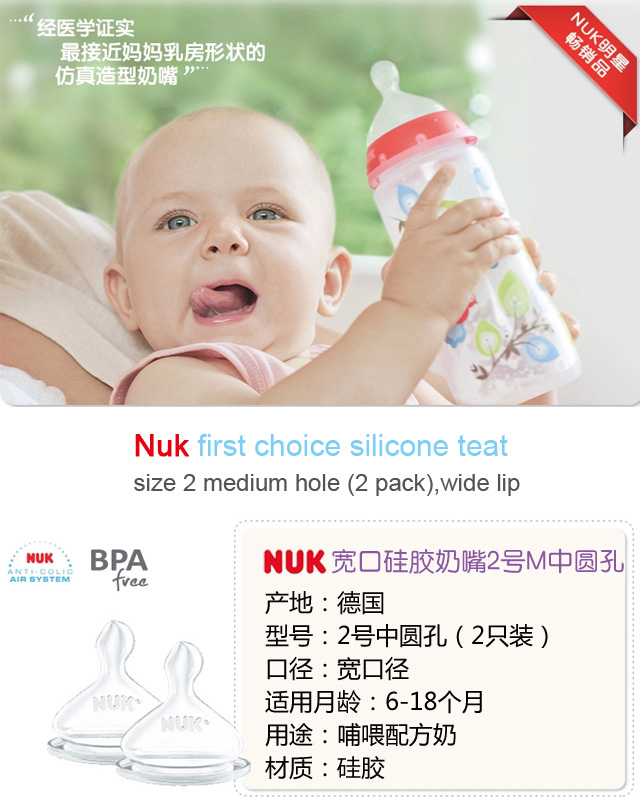 “经医学证实
最接近妈妈乳房形状的
仿真造型奶嘴”
NUK明星
畅销品
Nuk first choice silicone teat
size 2 medium hole (2 pack),wide lip
NUK
ANTI-COLIC
AIR SYSTEM
BPA
free
NUK
NUK
NUK 宽口硅胶奶嘴2号M中圆孔
产地：德国
型号：2号中圆孔（2只装）
口径：宽口径
适用月龄：6-18个月
用途：哺喂配方奶
材质：硅胶